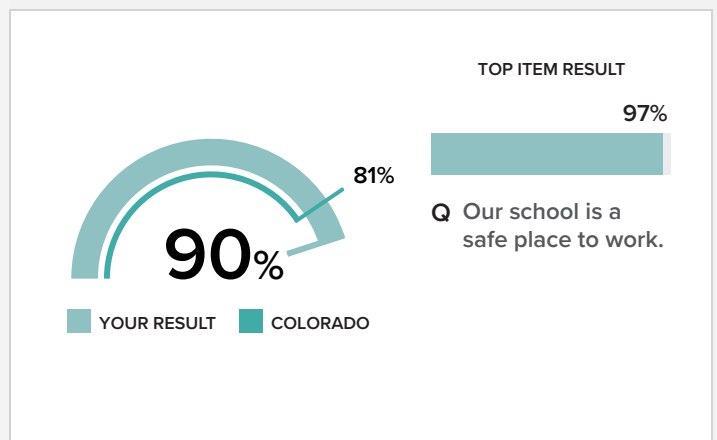 TOP ITEM RESULT
97%
81%
90%
Q Our school is a
safe place to work.
YOUR RESULT COLORADO